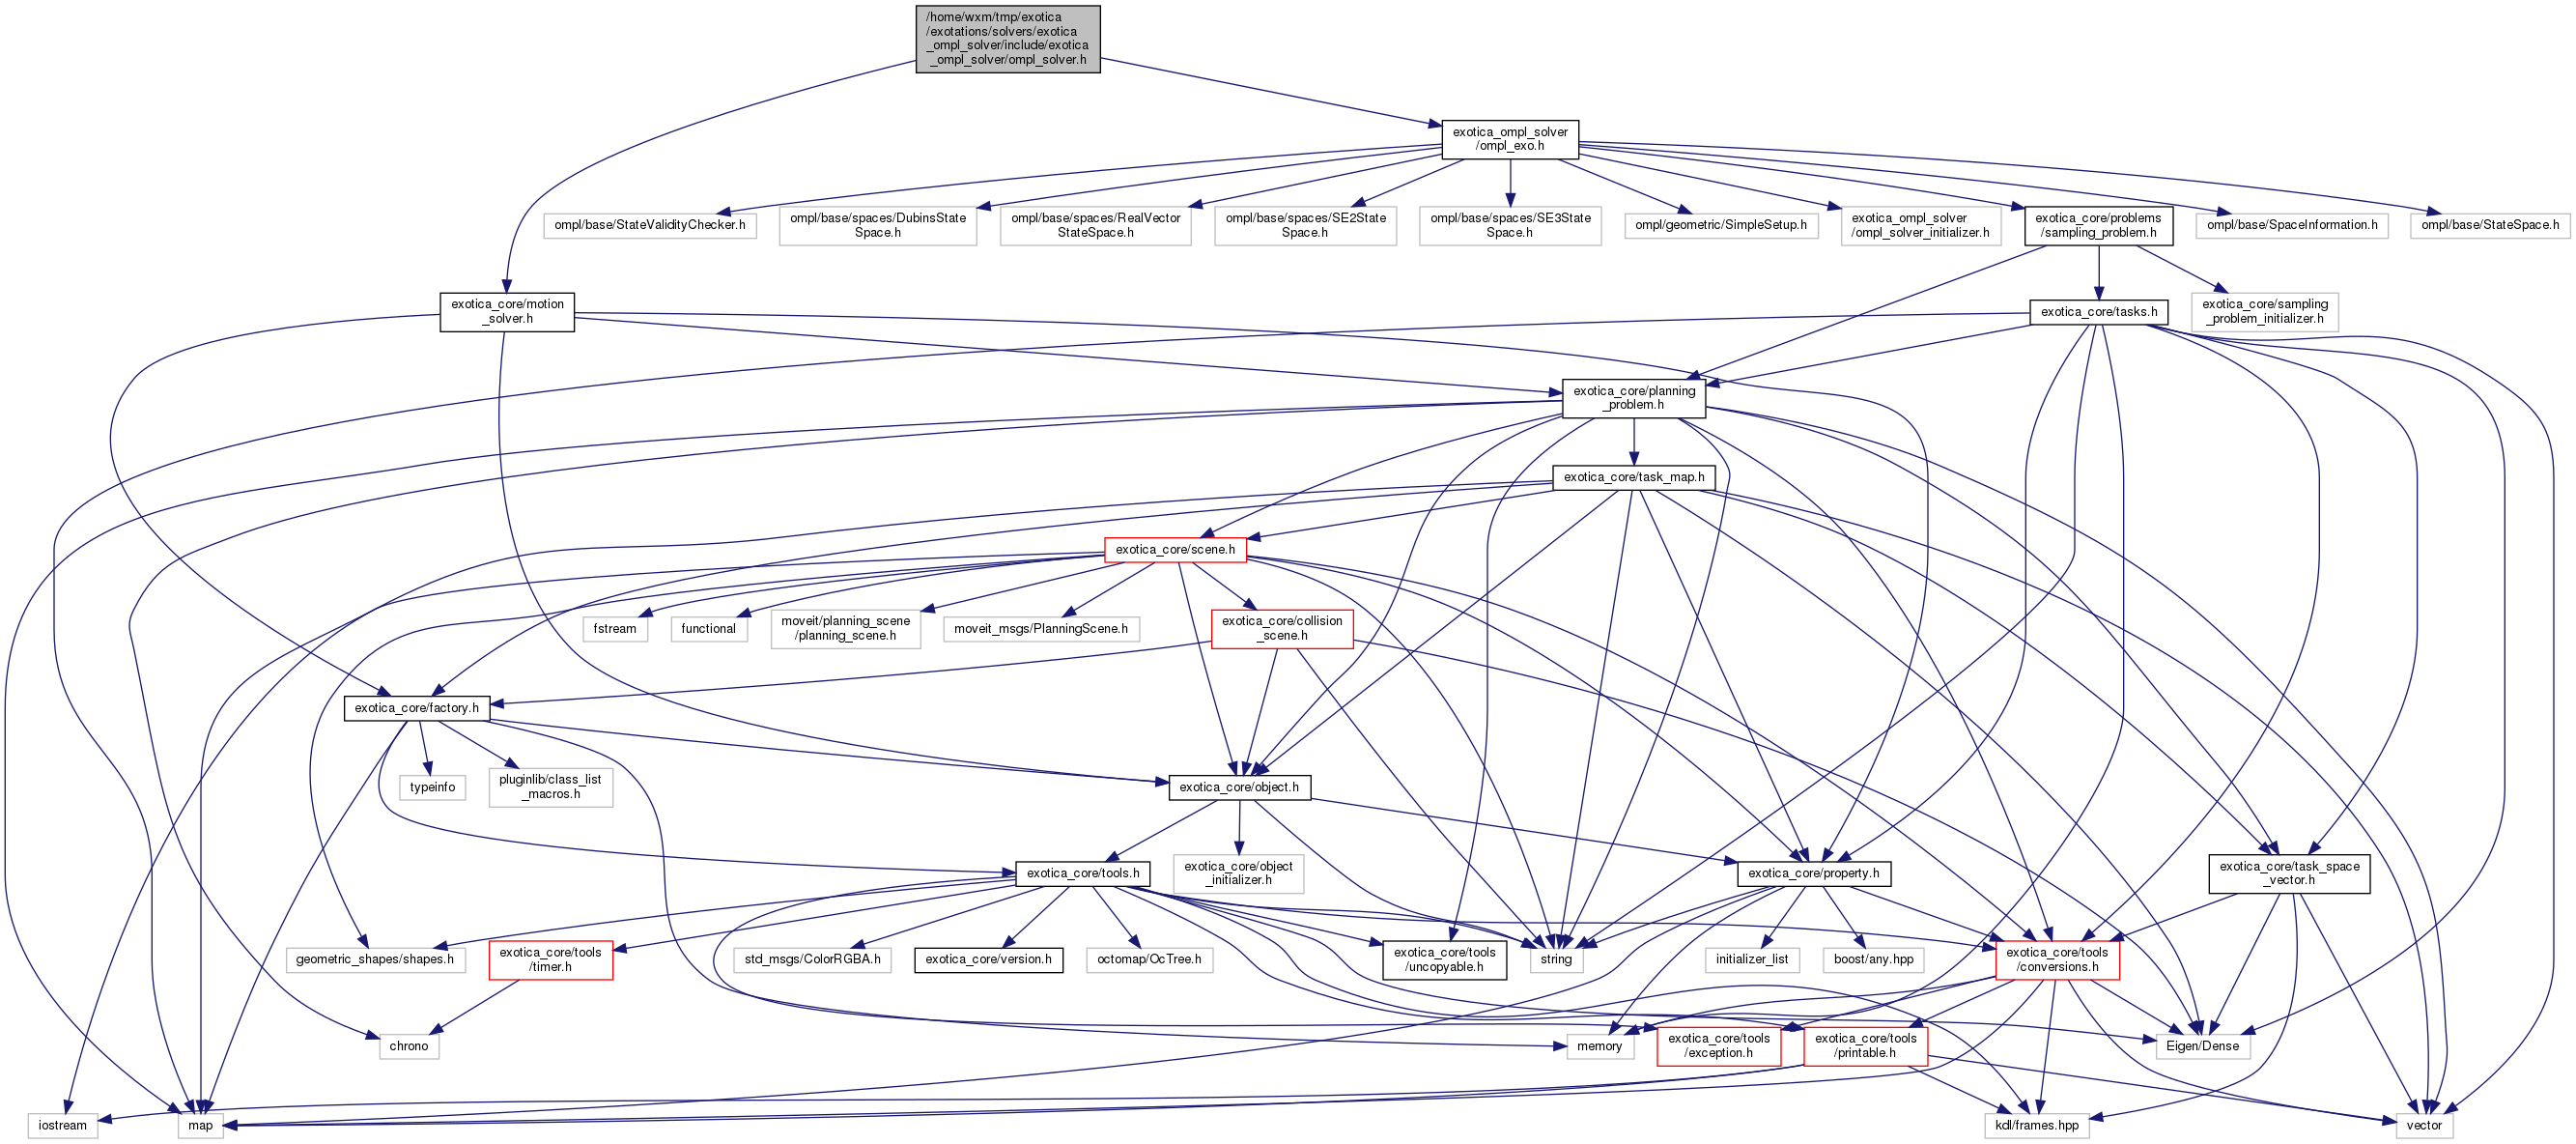 /home/wxm/tmp/exotica
/exotations/solvers/exotica
_ompl_solver/include/exotica
_ompl_solver/ompl_solver.h
exotica_ompl_solver
/ompl_exo.h
ompl/base/StateValidityChecker.h
ompl/base/spaces/DubinsState
Space.h
ompl/base/spaces/RealVector
StateSpace.h
ompl/base/spaces/SE2State
Space.h
ompl/base/spaces/SE3State
Space.h
ompl/geometric/SimpleSetup.h
exotica_ompl_solver
/ompl_solver_initializer.h
exotica_core/problems
/sampling_problem.h
ompl/base/SpaceInformation.h
ompl/base/StateSpace.h
exotica_core/motion
_solver.h
exotica_core/tasks.h
exotica_core/sampling
_problem_initializer.h
exotica_core/planning
_problem.h
exotica_core/task_map.h
exotica_core/scene.h
fstream
functional
moveit/planning_scene
/planning_scene.h
moveit_msgs/PlanningScene.h
exotica_core/collision
_scene.h
exotica_core/factory.h
typeinfo
pluginlib/class_list
_macros.h
exotica_core/object.h
exotica_core/tools.h
exotica_core/object
_initializer.h
exotica_core/property.h
exotica_core/task_space
_vector.h
geometric_shapes/shapes.h
exotica_core/tools
/timer.h
std_msgs/ColorRGBA.h
exotica_core/version.h
octomap/OcTree.h
exotica_core/tools
/uncopyable.h
string
initializer_list
boost/any.hpp
exotica_core/tools
/conversions.h
chrono
memory
exotica_core/tools
/exception.h
exotica_core/tools
/printable.h
Eigen/Dense
iostream
map
kdl/frames.hpp
vector